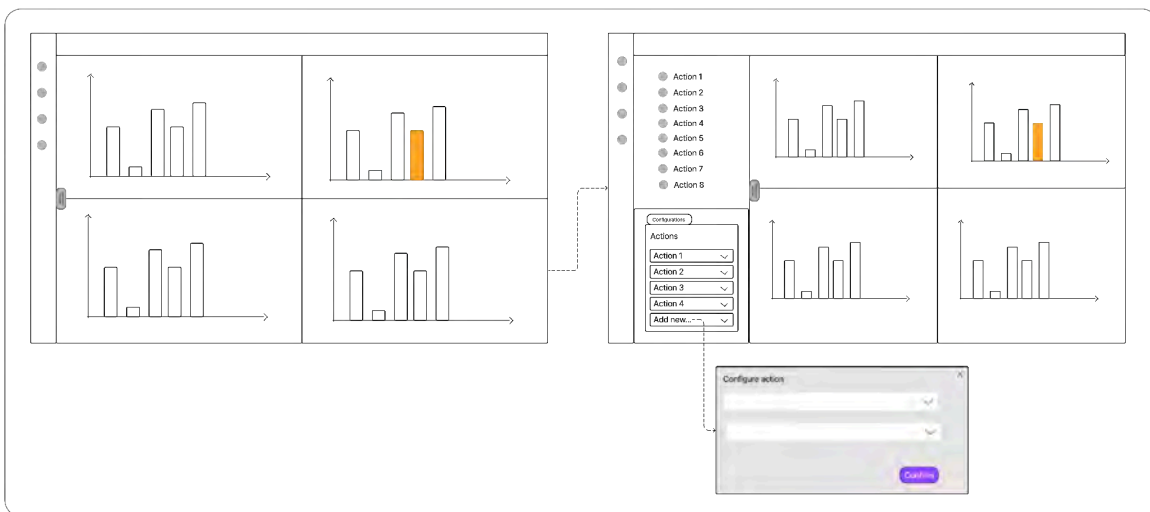 Action 1
Action 2
Action 3
Action 4
Action 5
Action 6
Action 7
Action 8
Configurations
Actions
Action 1
Action 2
Action 3
Action 4
Add new...
Configure action
Confirm